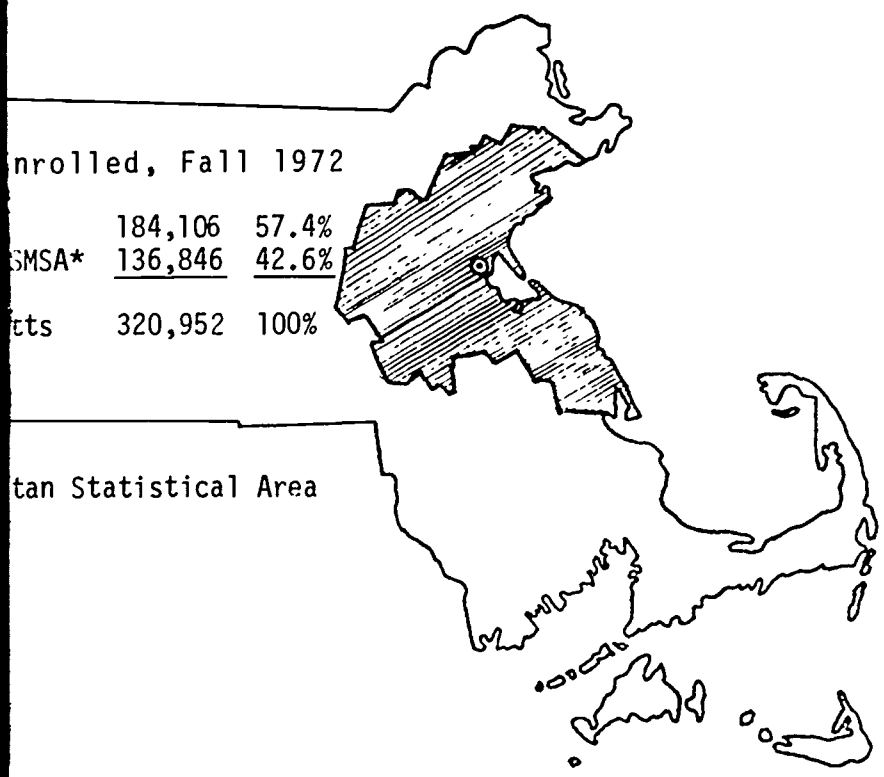 nrolled, Fall 1972
184,106 57.4%
SMSA* 136,846 42.6%
tts 320,952 100%
tan Statistical Area